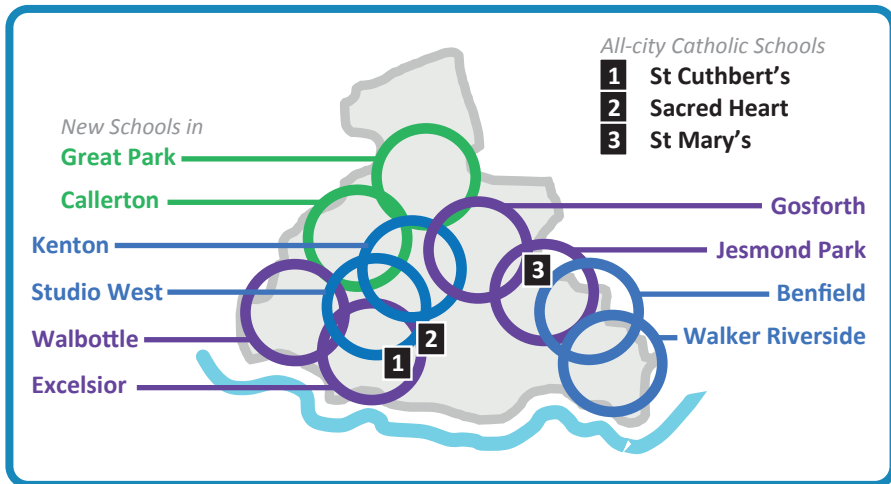 All-city Catholic Schools
1 St Cuthbert's
2 Sacred Heart
3 St Mary's
New Schools in
Great Park
Callerton
Kenton
Studio West
Walbottle
Excelsior
Gosforth
Jesmond Park
Benfield
Walker Riverside
3
2
1